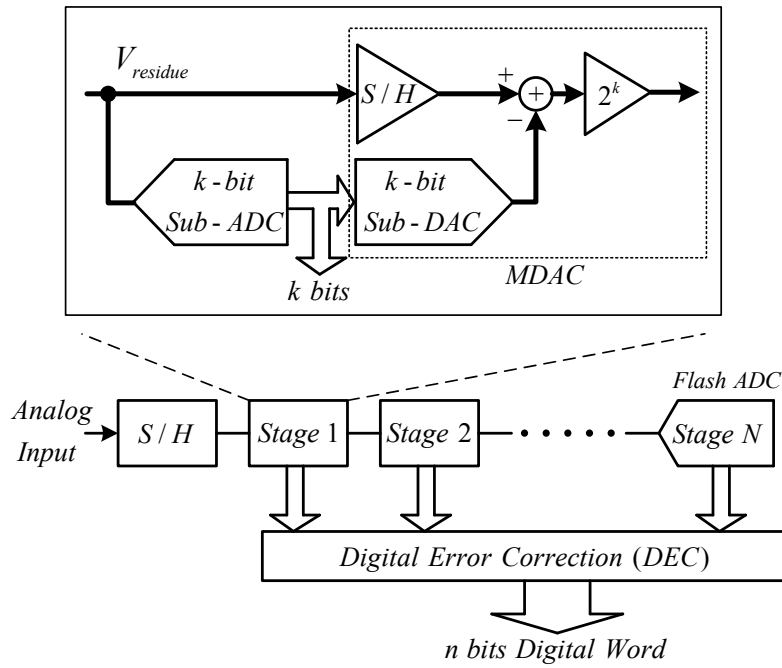 V_residue
S / H
+
+
−
2^k
k - bit
Sub - ADC
k - bit
Sub - DAC
k bits
MDAC
Flash ADC
Analog
Input
S / H
Stage 1
Stage 2
Stage N
Digital Error Correction (DEC)
n bits Digital Word